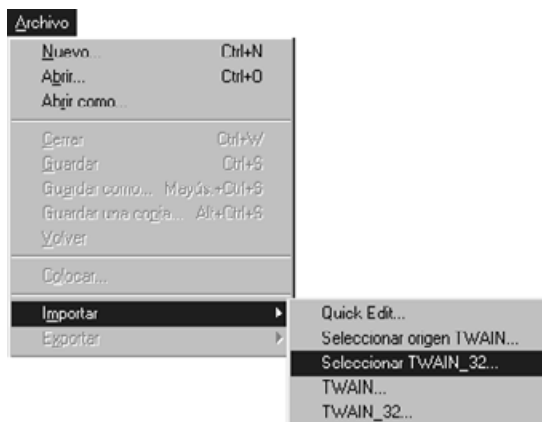 Archivo
Nuevo... Ctrl+N
Abrir... Ctrl+O
Abrir como...
Cerrar Ctrl+W
Guardar Ctrl+S
Guardar como... Mayús.+Ctrl+S
Guardar una copia... Alt+Ctrl+S
Volver
Colocar...
Importar
Exportar
Quick Edit...
Seleccionar origen TWAIN...
Seleccionar TWAIN_32...
TWAIN...
TWAIN_32...